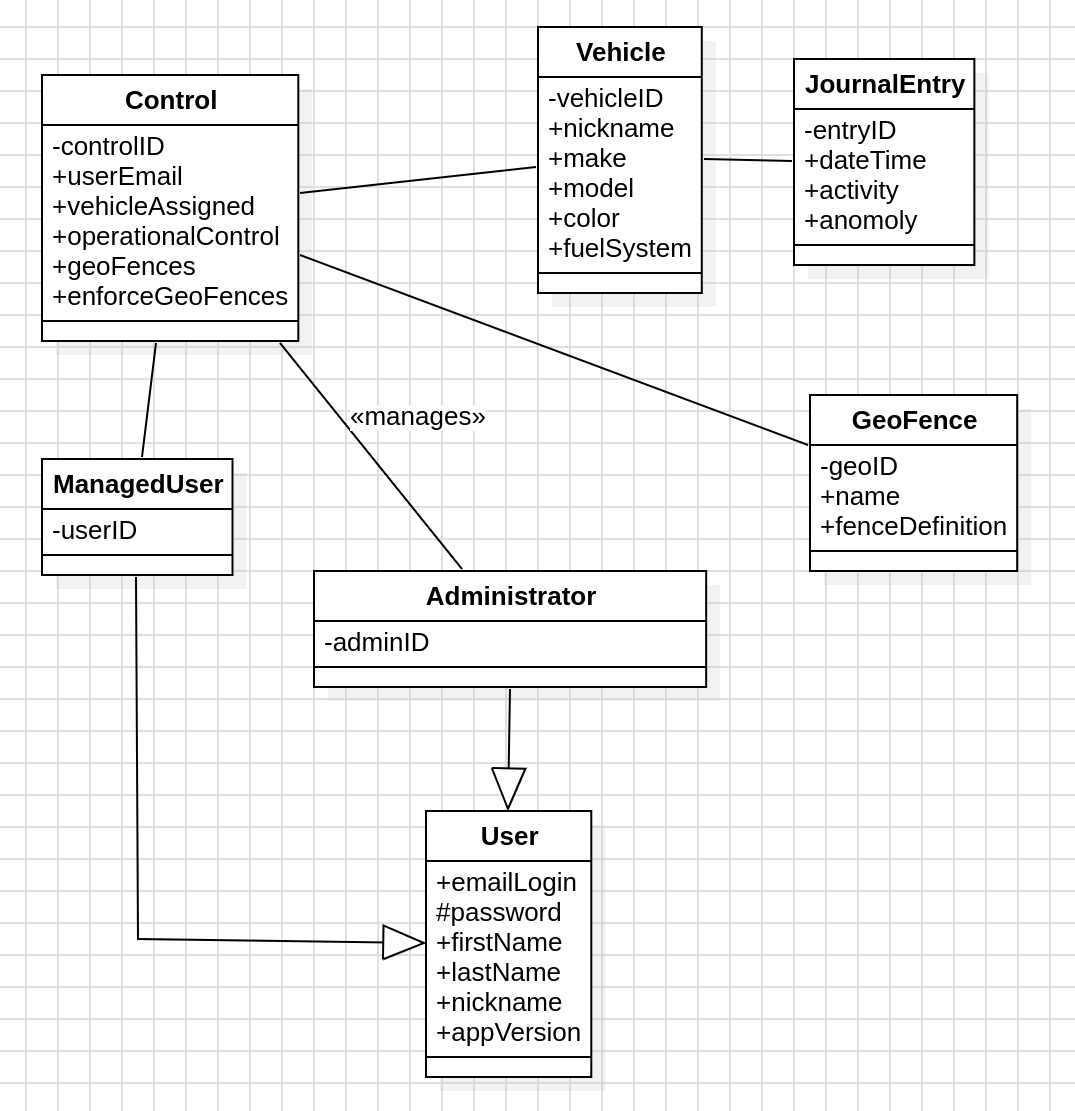 Control
-controlID
+userEmail
+vehicleAssigned
+operationalControl
+geoFences
+enforceGeoFences
Vehicle
-vehicleID
+nickname
+make
+model
+color
+fuelSystem
JournalEntry
-entryID
+dateTime
+activity
+anomoly
«manages»
GeoFence
-geoID
+name
+fenceDefinition
ManagedUser
-userID
Administrator
-adminID
User
+emailLogin
#password
+firstName
+lastName
+nickname
+appVersion